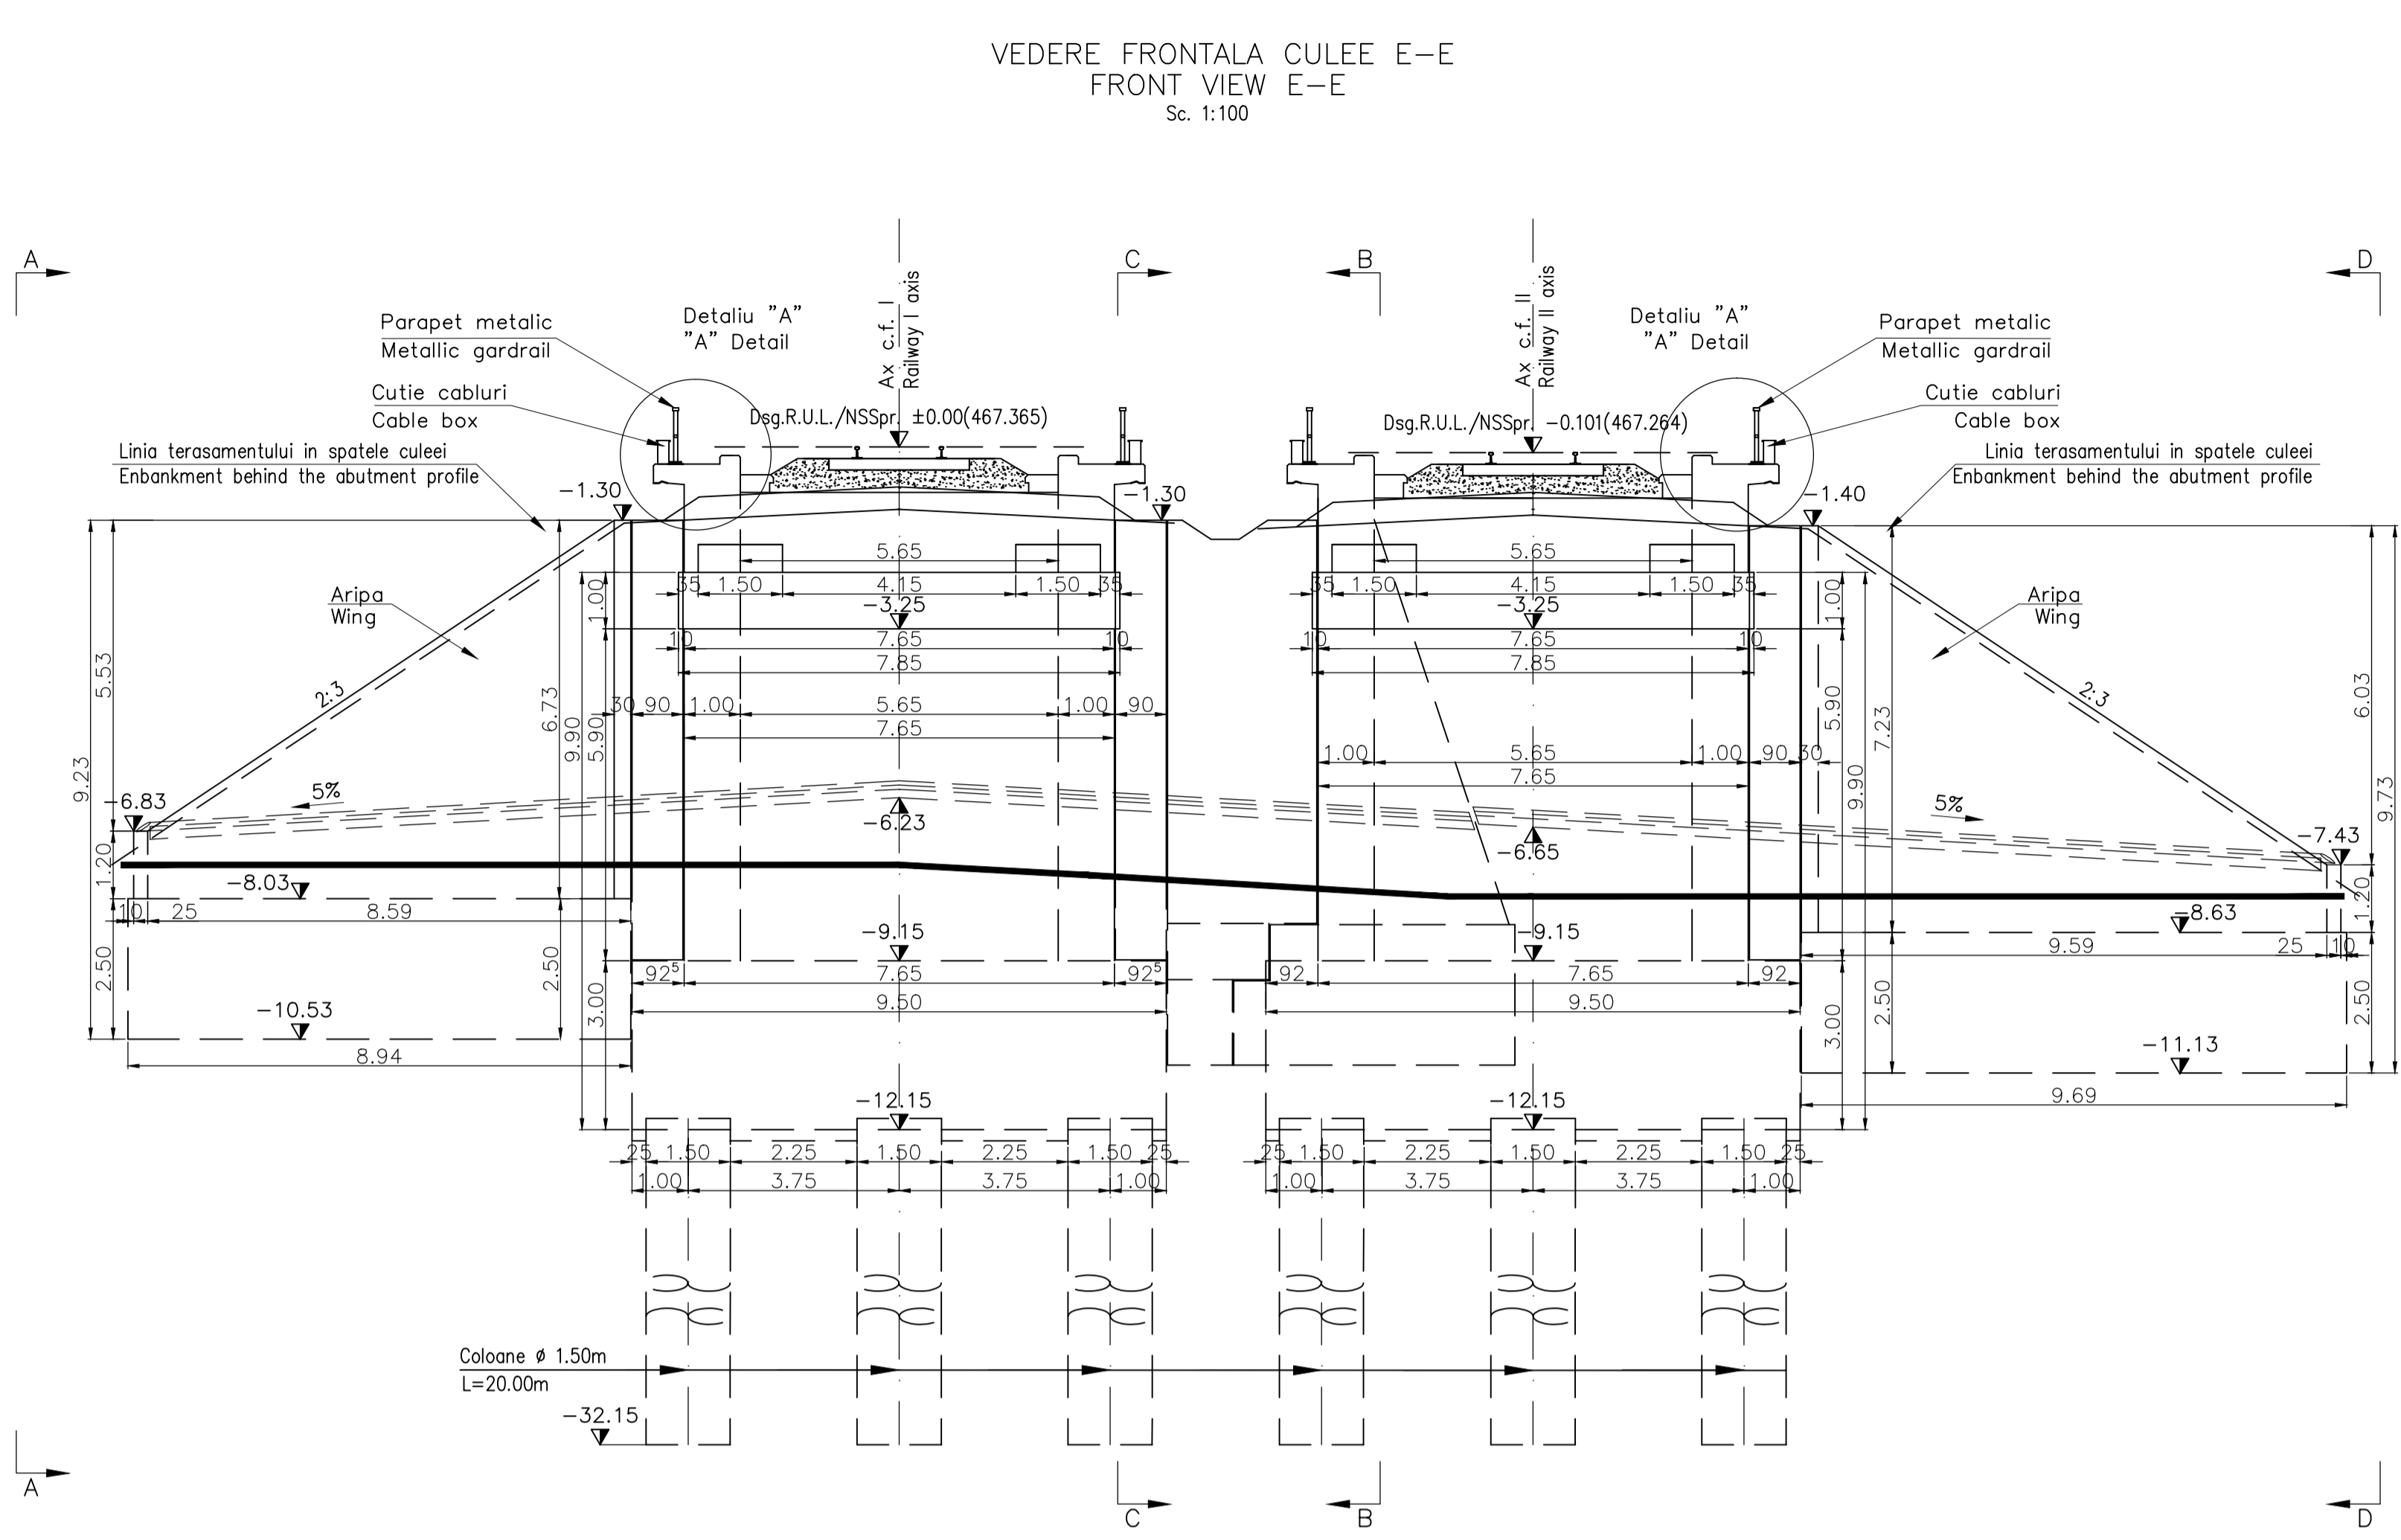 VEDERE FRONTALA CULEE E-E
FRONT VIEW E-E
Sc. 1:100
A
C
B
D
Ax c.f. I
Railway I axis
Ax c.f. II
Railway II axis
Detaliu "A"
"A" Detail
Detaliu "A"
"A" Detail
Parapet metalic
Metallic gardrail
Parapet metalic
Metallic gardrail
Cutie cabluri
Cable box
Cutie cabluri
Cable box
Dsg.R.U.L./NSSpr. ±0.00(467.365)
Dsg.R.U.L./NSSpr. -0.101(467.264)
Linia terasamentului in spatele culeei
Enbankment behind the abutment profile
Linia terasamentului in spatele culeei
Enbankment behind the abutment profile
-1.30
-1.30
-1.40
5.65
5.65
35 1.50 4.15 1.50 35
35 1.50 4.15 1.50 35
1.00
1.00
-3.25
-3.25
Aripa
Wing
Aripa
Wing
10 7.65 10
10 7.65 10
7.85
7.85
2:3
2:3
5.53
9.23
6.73
9.90
5.90
5.90
7.23
9.90
6.03
9.73
30 90 1.00 5.65 1.00 90
7.65
1.00 5.65 1.00 90 30
7.65
5%
5%
-6.83
-6.23
-6.65
-7.43
1.20
1.20
-8.03
-8.63
10 25 8.59
9.59 25 10
-9.15
-9.15
2.50
2.50
2.50
2.50
92⁵ 7.65 92⁵
92 7.65 92
9.50
9.50
3.00
3.00
-10.53
-11.13
8.94
9.69
-12.15
-12.15
25 1.50 2.25 1.50 2.25 1.50 25
25 1.50 2.25 1.50 2.25 1.50 25
1.00 3.75 3.75 1.00
1.00 3.75 3.75 1.00
Coloane ø 1.50m
L=20.00m
-32.15
A
C
B
D